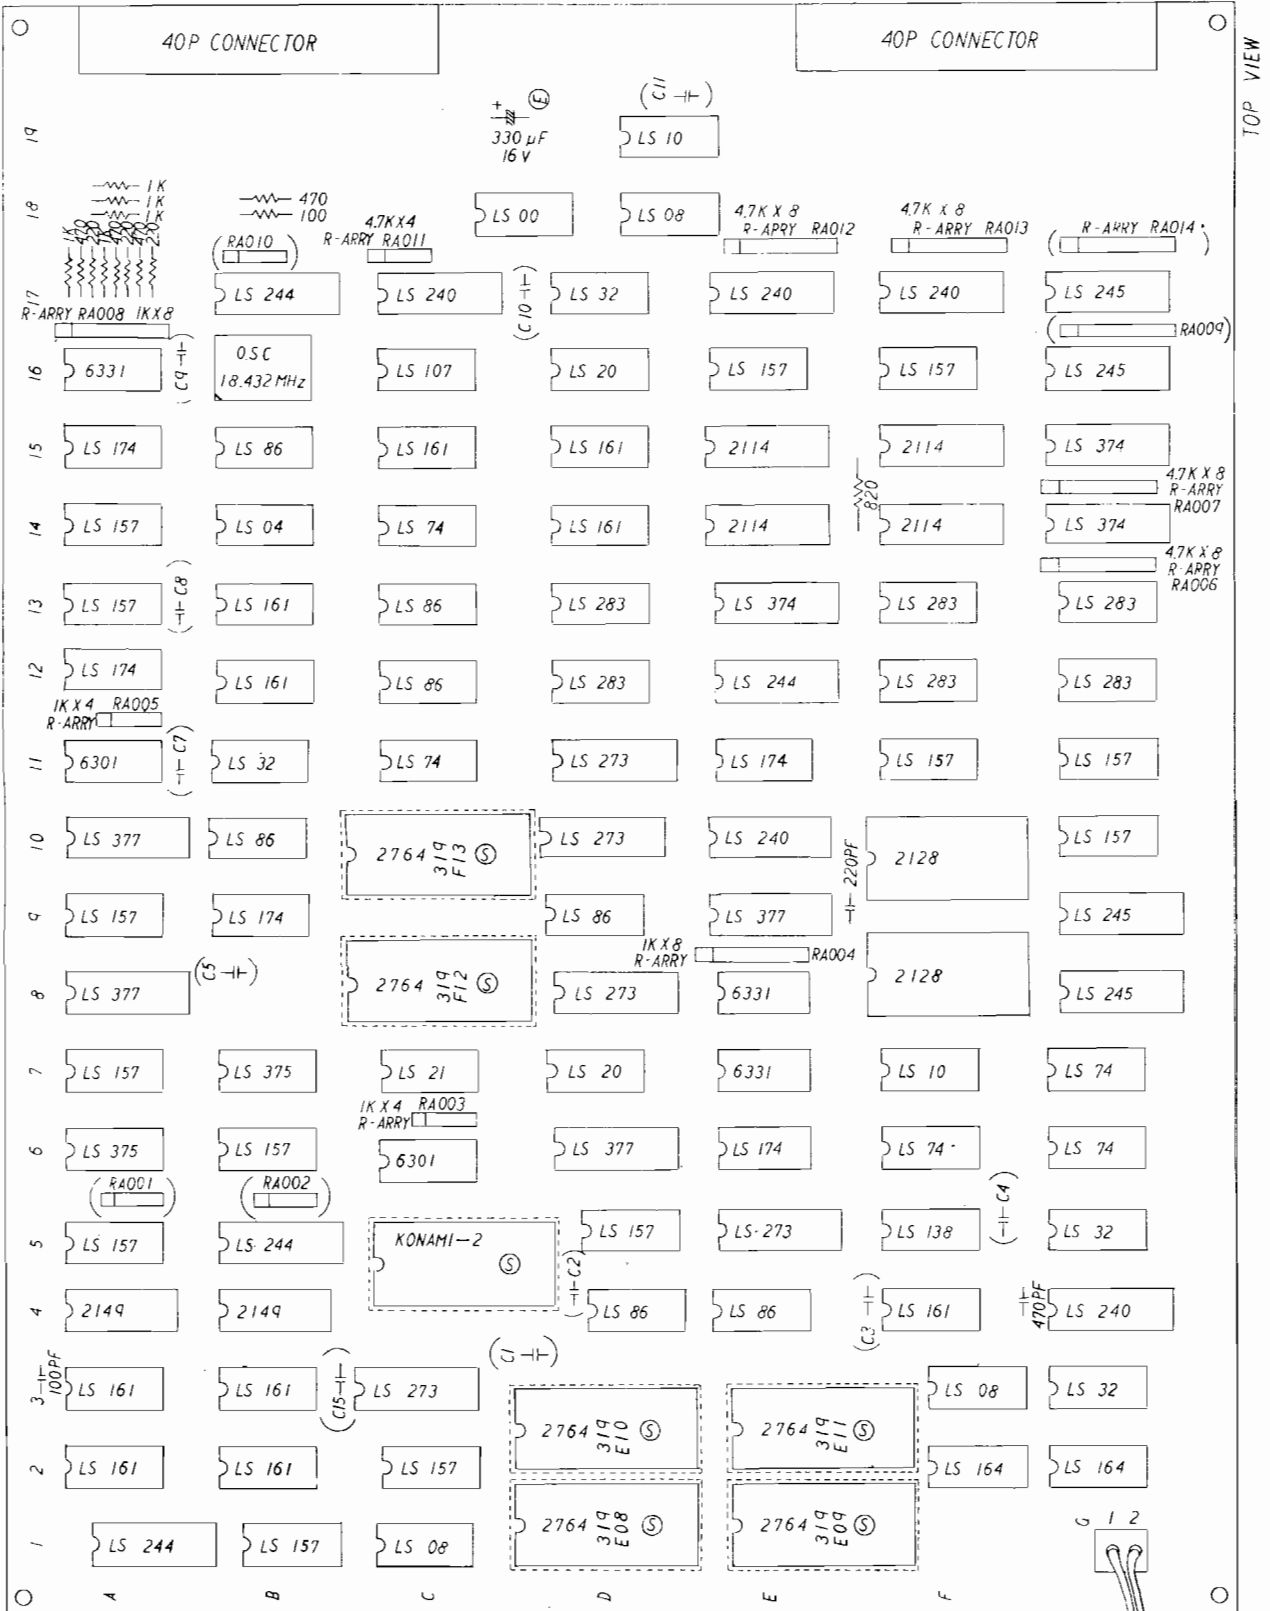 40P CONNECTOR
40P CONNECTOR
TOP VIEW
19
+ E
330 µF
16 V
C11
LS 10
18
1K
1K
1K
470
100
LS 00
LS 08
4.7K X 4
R-ARRY RA011
4.7K X 8
R-APRY RA012
4.7K X 8
R-ARRY RA013
R-ARRY RA014
RA010
17
LS 244
LS 240
C10
LS 32
LS 240
LS 240
LS 245
R-ARRY RA008 1KX8
RA009
16
6331
C9
OSC
18.432 MHz
LS 107
LS 20
LS 157
LS 157
LS 245
15
LS 174
LS 86
LS 161
LS 161
2114
2114
LS 374
820
4.7K X 8
R-ARRY
RA007
14
LS 157
LS 04
LS 74
LS 161
2114
2114
LS 374
4.7K X 8
R-APRY
RA006
13
LS 157
C8
LS 161
LS 86
LS 283
LS 374
LS 283
LS 283
12
LS 174
LS 161
LS 86
LS 283
LS 244
LS 283
LS 283
1K X 4 RA005
R-ARRY
11
6301
C7
LS 32
LS 74
LS 273
LS 174
LS 157
LS 157
10
LS 377
LS 86
2764 319 F13 S
LS 273
LS 240
220PF
2128
LS 157
9
LS 157
LS 174
LS 86
LS 377
LS 245
1K X 8
R-ARRY
RA004
8
LS 377
C5
2764 319 F12 S
LS 273
6331
2128
LS 245
7
LS 157
LS 375
LS 21
LS 20
6331
LS 10
LS 74
1K X 4 RA003
R-ARRY
6
LS 375
LS 157
6301
LS 377
LS 174
LS 74
LS 74
RA001
RA002
C4
5
LS 157
LS 244
KONAMI-2
S
C2
LS 157
LS 273
LS 138
LS 32
4
2149
2149
LS 86
LS 86
C3
LS 161
470PF
LS 240
C1
3
100PF
LS 161
LS 161
C15
LS 273
2764 319 E10 S
2764 319 E11 S
LS 08
LS 32
2
LS 161
LS 161
LS 157
LS 164
LS 164
1
LS 244
LS 157
LS 08
2764 319 E08 S
2764 319 E09 S
G 1 2
A
B
C
D
E
F